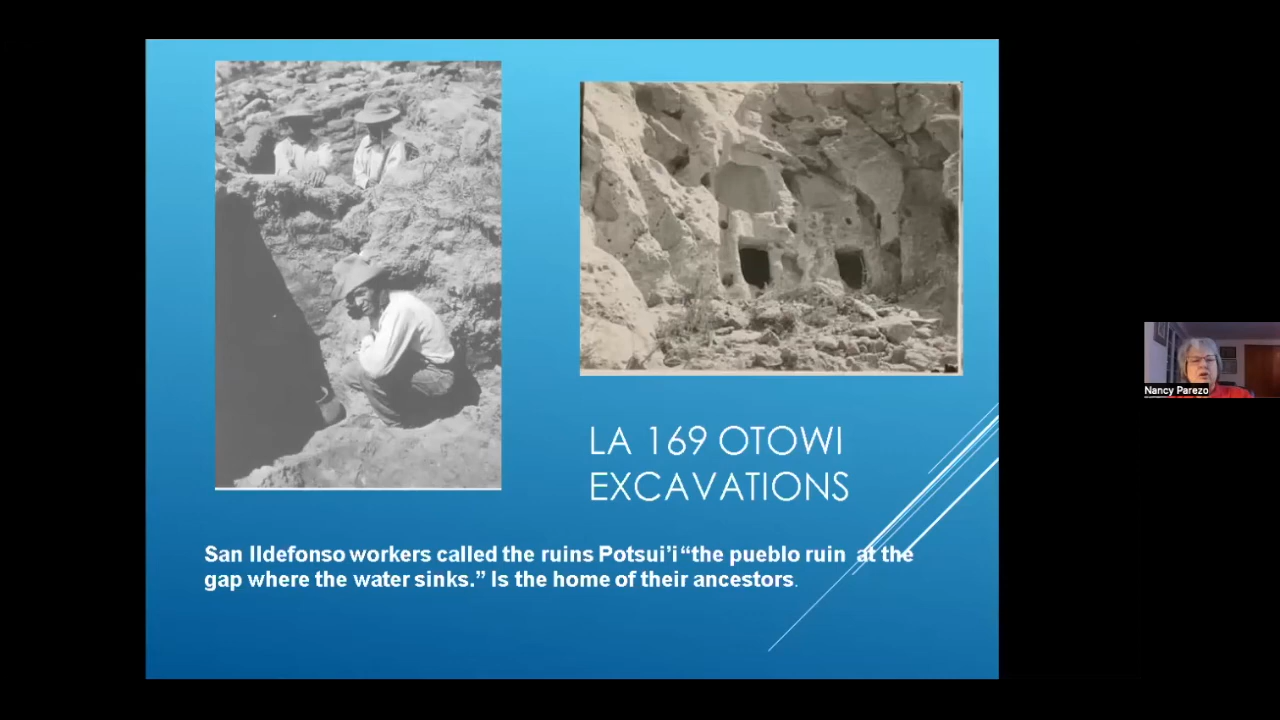 LA 169 OTOWI
EXCAVATIONS
San Ildefonso workers called the ruins Potsui’i “the pueblo ruin at the
gap where the water sinks.” Is the home of their ancestors.
Nancy Parezo